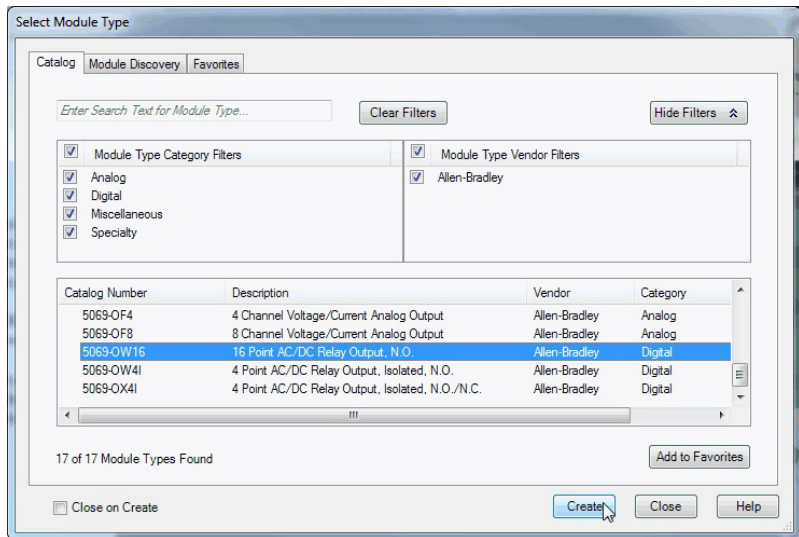 Select Module Type
Catalog Module Discovery Favorites
Enter Search Text for Module Type... Clear Filters Hide Filters
Module Type Category Filters Module Type Vendor Filters
Analog Allen-Bradley
Digital
Miscellaneous
Specialty
Catalog Number Description Vendor Category
5069-OF4 4 Channel Voltage/Current Analog Output Allen-Bradley Analog
5069-OF8 8 Channel Voltage/Current Analog Output Allen-Bradley Analog
5069-OW16 16 Point AC/DC Relay Output, N.O. Allen-Bradley Digital
5069-OW4I 4 Point AC/DC Relay Output, Isolated, N.O. Allen-Bradley Digital
5069-OX4I 4 Point AC/DC Relay Output, Isolated, N.O./N.C. Allen-Bradley Digital
17 of 17 Module Types Found Add to Favorites
Close on Create Create Close Help